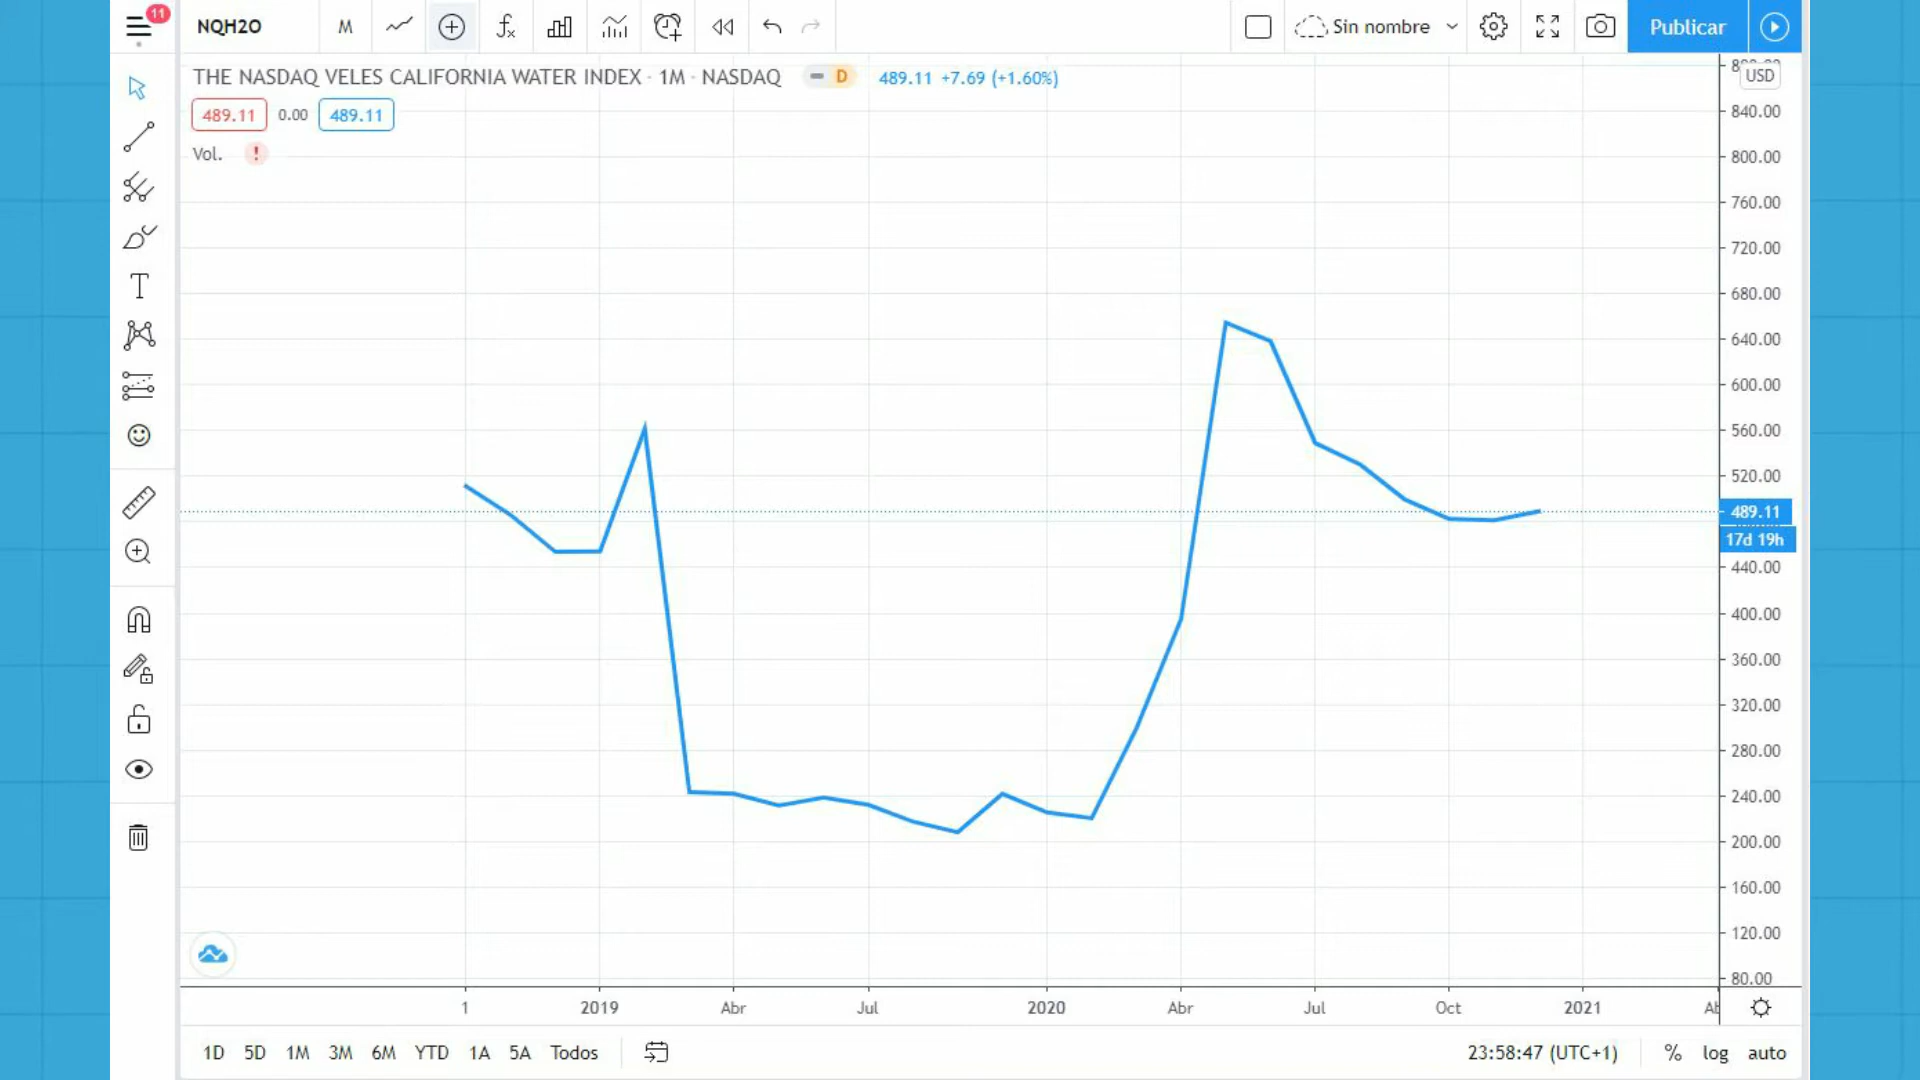 11
NQH2O M fx Sin nombre Publicar
THE NASDAQ VELES CALIFORNIA WATER INDEX · 1M · NASDAQ D 489.11 +7.69 (+1.60%)
USD
489.11 0.00 489.11
Vol. !
T
840.00
800.00
760.00
720.00
680.00
640.00
600.00
560.00
520.00
489.11
17d 19h
440.00
400.00
360.00
320.00
280.00
240.00
200.00
160.00
120.00
80.00
1 2019 Abr Jul 2020 Abr Jul Oct 2021
1D 5D 1M 3M 6M YTD 1A 5A Todos 23:58:47 (UTC+1) % log auto